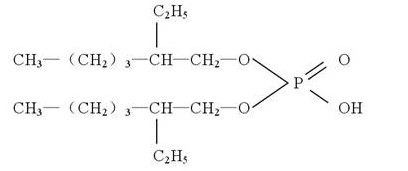 C₂H₅
CH₃— (CH₂) ₃—CH—CH₂—O O
P
CH₃— (CH₂) ₃—CH—CH₂—O OH
C₂H₅